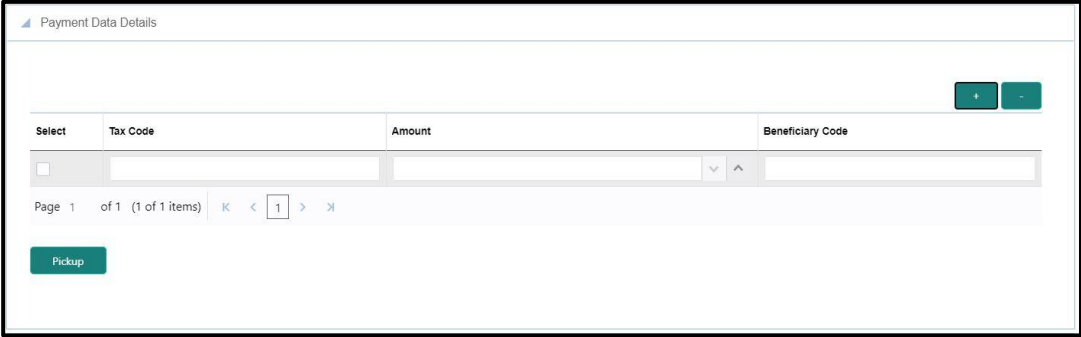 Payment Data Details
+ -
Select Tax Code Amount Beneficiary Code
Page 1 of 1 (1 of 1 items) K < 1 > >|
Pickup